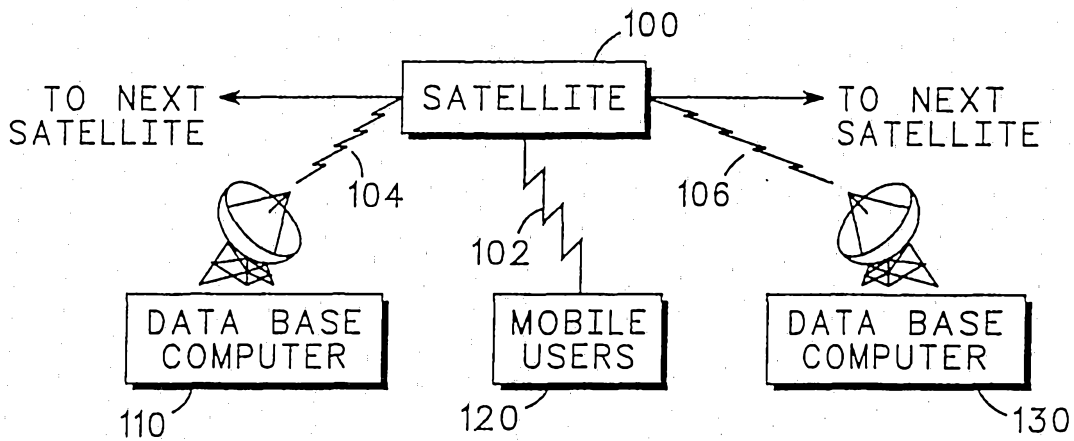 100
SATELLITE
TO NEXT
SATELLITE
TO NEXT
SATELLITE
104
102
106
DATA BASE
COMPUTER
MOBILE
USERS
DATA BASE
COMPUTER
110
120
130